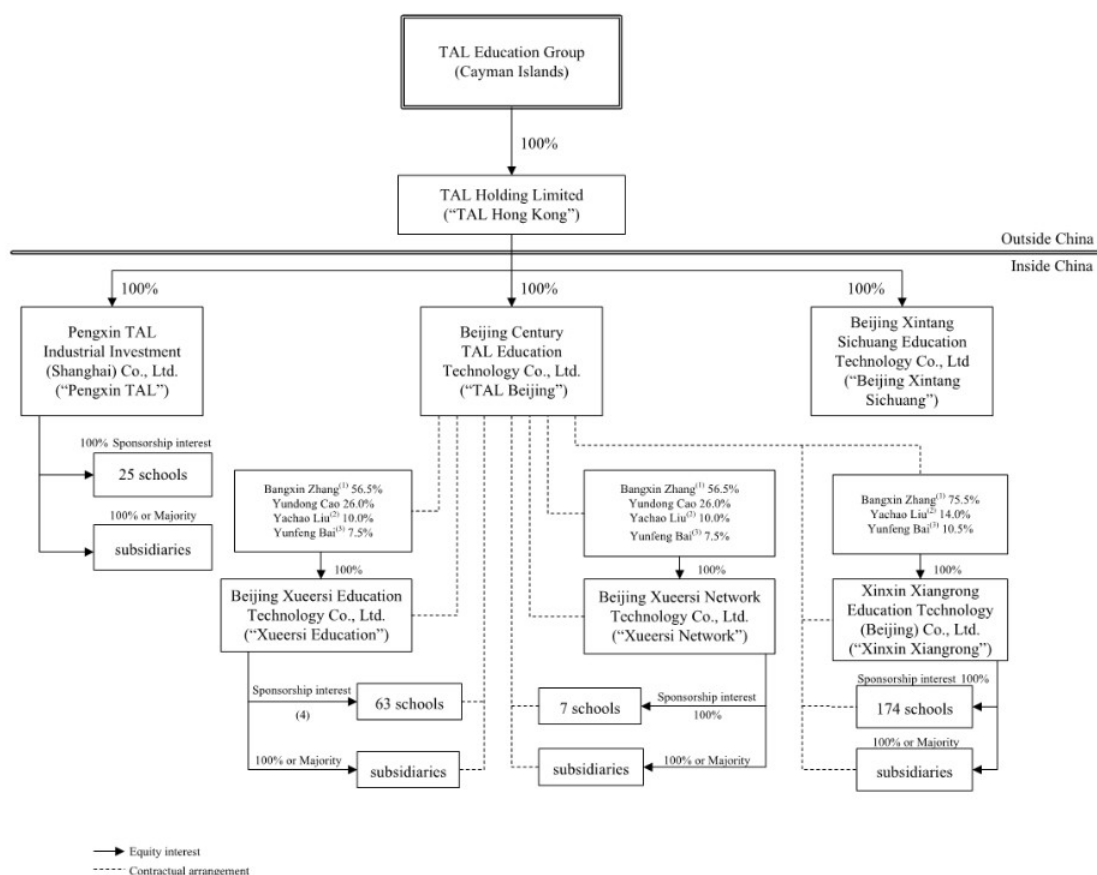 TAL Education Group
(Cayman Islands)
100%
TAL Holding Limited
(“TAL Hong Kong”)
Outside China
Inside China
100%
100%
100%
Pengxin TAL
Industrial Investment
(Shanghai) Co., Ltd.
(“Pengxin TAL”)
Beijing Century
TAL Education
Technology Co., Ltd.
(“TAL Beijing”)
Beijing Xintang
Sichuang Education
Technology Co., Ltd
(“Beijing Xintang
Sichuang”)
100% Sponsorship interest
25 schools
100% or Majority
subsidiaries
Bangxin Zhang(1) 56.5%
Yundong Cao 26.0%
Yachao Liu(2) 10.0%
Yunfeng Bai(3) 7.5%
100%
Beijing Xueersi Education
Technology Co., Ltd.
(“Xueersi Education”)
Sponsorship interest
(4)
63 schools
100% or Majority
subsidiaries
Bangxin Zhang(1) 56.5%
Yundong Cao 26.0%
Yachao Liu(2) 10.0%
Yunfeng Bai(3) 7.5%
100%
Beijing Xueersi Network
Technology Co., Ltd.
(“Xueersi Network”)
7 schools
Sponsorship interest
100%
subsidiaries
100% or Majority
Bangxin Zhang(1) 75.5%
Yachao Liu(2) 14.0%
Yunfeng Bai(3) 10.5%
100%
Xinxin Xiangrong
Education Technology
(Beijing) Co., Ltd.
(“Xinxin Xiangrong”)
Sponsorship interest 100%
174 schools
100% or Majority
subsidiaries
Equity interest
Contractual arrangement